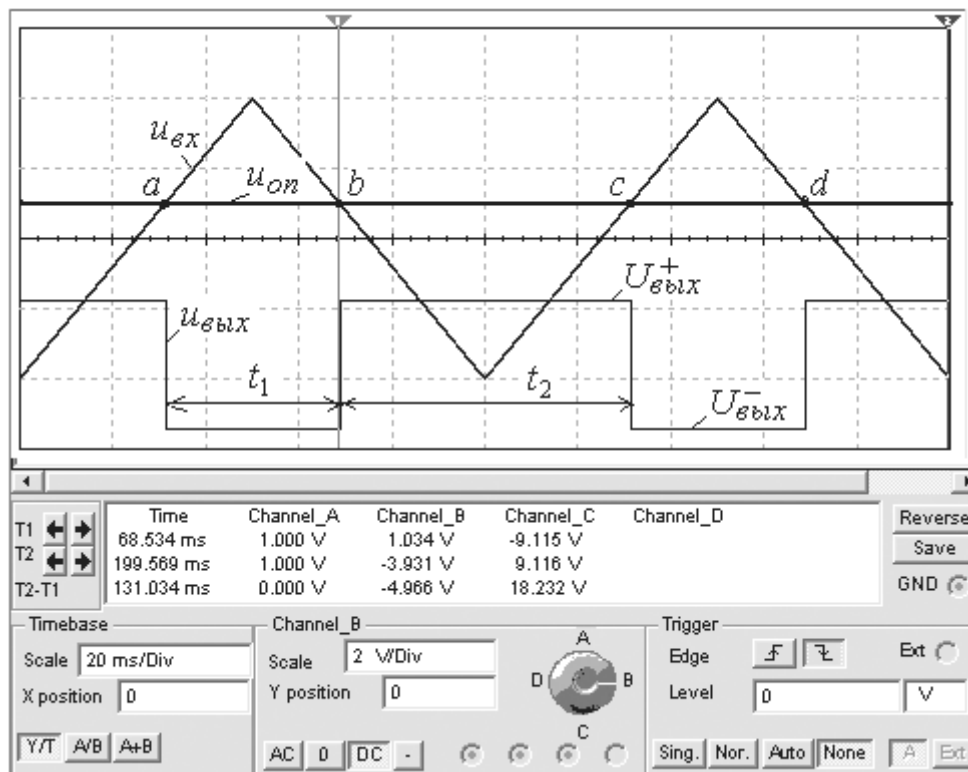 1 2
u_вх
a u_оп b c d
U⁺_вых
u_вых
t₁ t₂
U⁻_вых
Time Channel_A Channel_B Channel_C Channel_D
T1 68.534 ms 1.000 V 1.034 V -9.115 V
T2 199.569 ms 1.000 V -3.931 V 9.116 V
T2-T1 131.034 ms 0.000 V -4.966 V 18.232 V
Reverse
Save
GND
Timebase
Scale 20 ms/Div
X position 0
Y/T A/B A+B
Channel_B
Scale 2 V/Div
Y position 0
AC 0 DC -
A
D B
C
Trigger
Edge Ext
Level 0 V
Sing. Nor. Auto None A Ext